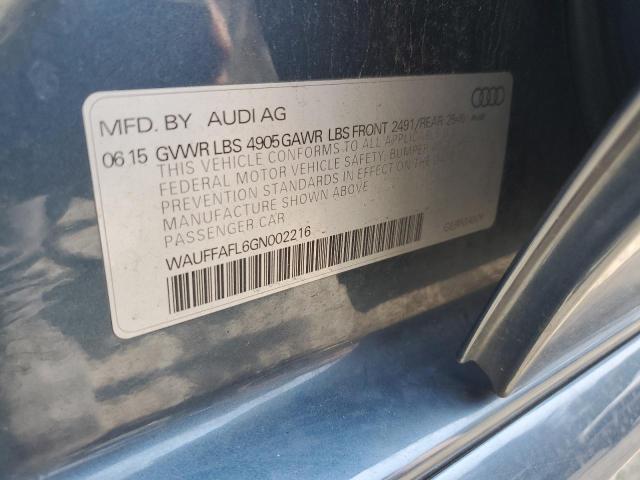 MFD. BY AUDI AG
06.15 GVWR LBS 4905 GAWR LBS FRONT 2491/REAR
THIS VEHICLE CONFORMS TO ALL
FEDERAL MOTOR VEHICLE SAFETY, BUMPER
PREVENTION STANDARDS IN EFFECT ON
MANUFACTURE SHOWN ABOVE
PASSENGER CAR
WAUFFAFL6GN002216